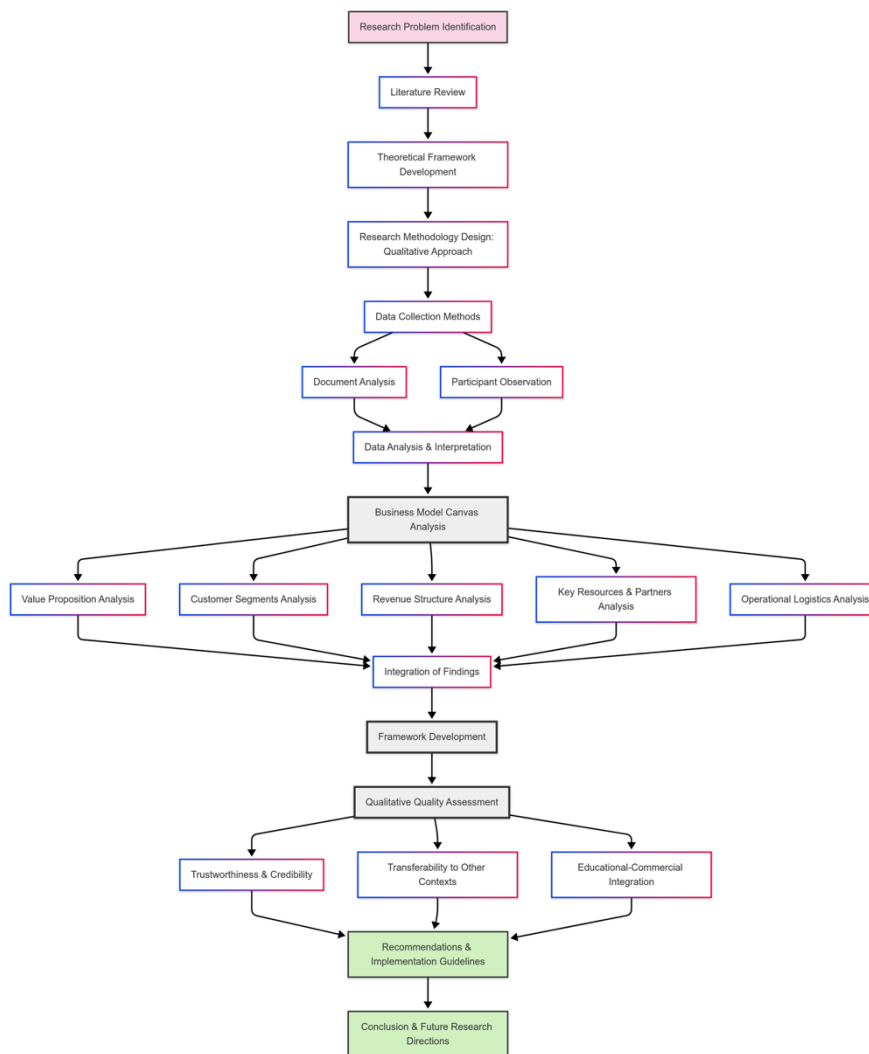 Research Problem Identification
Literature Review
Theoretical Framework
Development
Research Methodology Design:
Qualitative Approach
Data Collection Methods
Document Analysis
Participant Observation
Data Analysis & Interpretation
Business Model Canvas
Analysis
Value Proposition Analysis
Customer Segments Analysis
Revenue Structure Analysis
Key Resources & Partners
Analysis
Operational Logistics Analysis
Integration of Findings
Framework Development
Qualitative Quality Assessment
Trustworthiness & Credibility
Transferability to Other
Contexts
Educational-Commercial
Integration
Recommendations &
Implementation Guidelines
Conclusion & Future Research
Directions